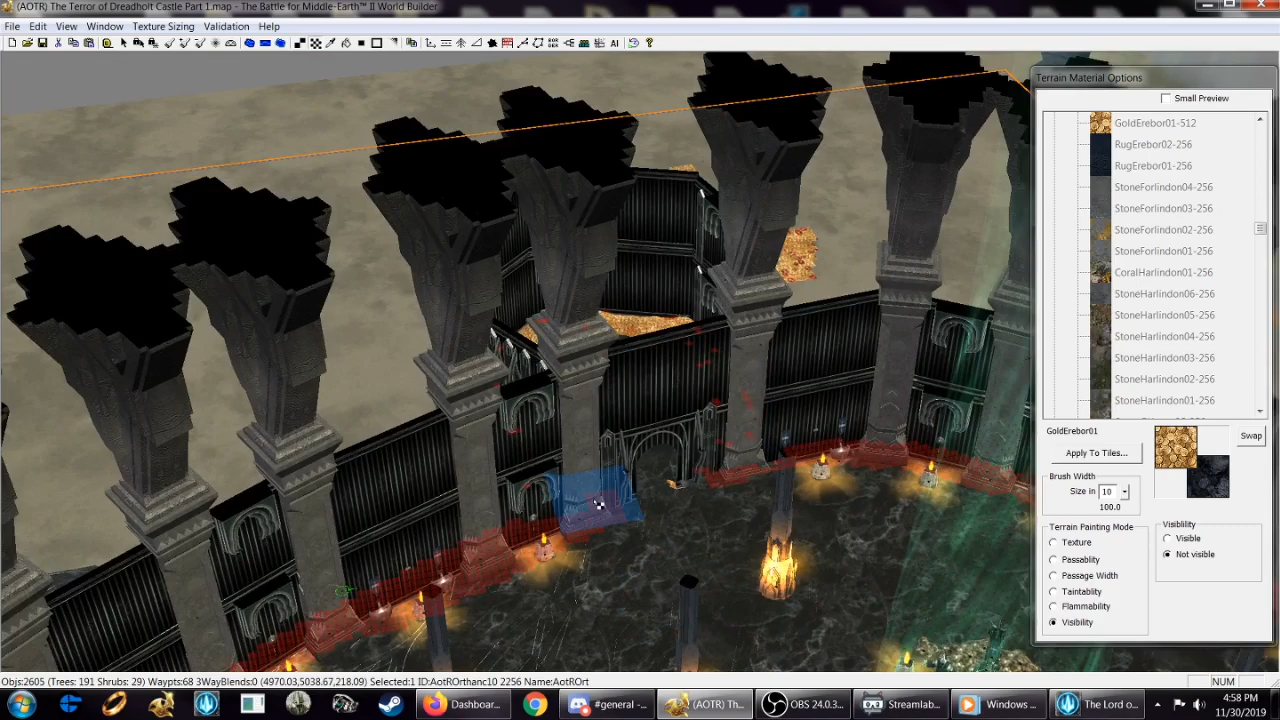 (AOTR) The Terror of Dreadholt Castle Part 1.map - The Battle for Middle-Earth™ II World Builder
File Edit View Window Texture Sizing Validation Help
Terrain Material Options
Small Preview
GoldErebor01-512
RugErebor02-256
RugErebor01-256
StoneForlindon04-256
StoneForlindon03-256
StoneForlindon02-256
StoneForlindon01-256
CoralHarlindon01-256
StoneHarlindon06-256
StoneHarlindon05-256
StoneHarlindon04-256
StoneHarlindon03-256
StoneHarlindon02-256
StoneHarlindon01-256
GoldErebor01
Swap
Apply To Tiles...
Brush Width
Size in 10
100.0
Terrain Painting Mode
Texture
Passablity
Passage Width
Taintablity
Flammability
Visibility
Visiblility
Visible
Not visible
Objs:2605 (Trees: 191 Shrubs: 29) Waypts:68 3WayBlends:0 (4970.03,5038.67,218.09) Selected:1 ID:AotROrthanc10 2256 Name:AotROrt
NUM
Dashboar...
#general -...
(AOTR) Th...
OBS 24.0.3...
Streamlab...
Windows ...
The Lord o...
4:58 PM
11/30/2019